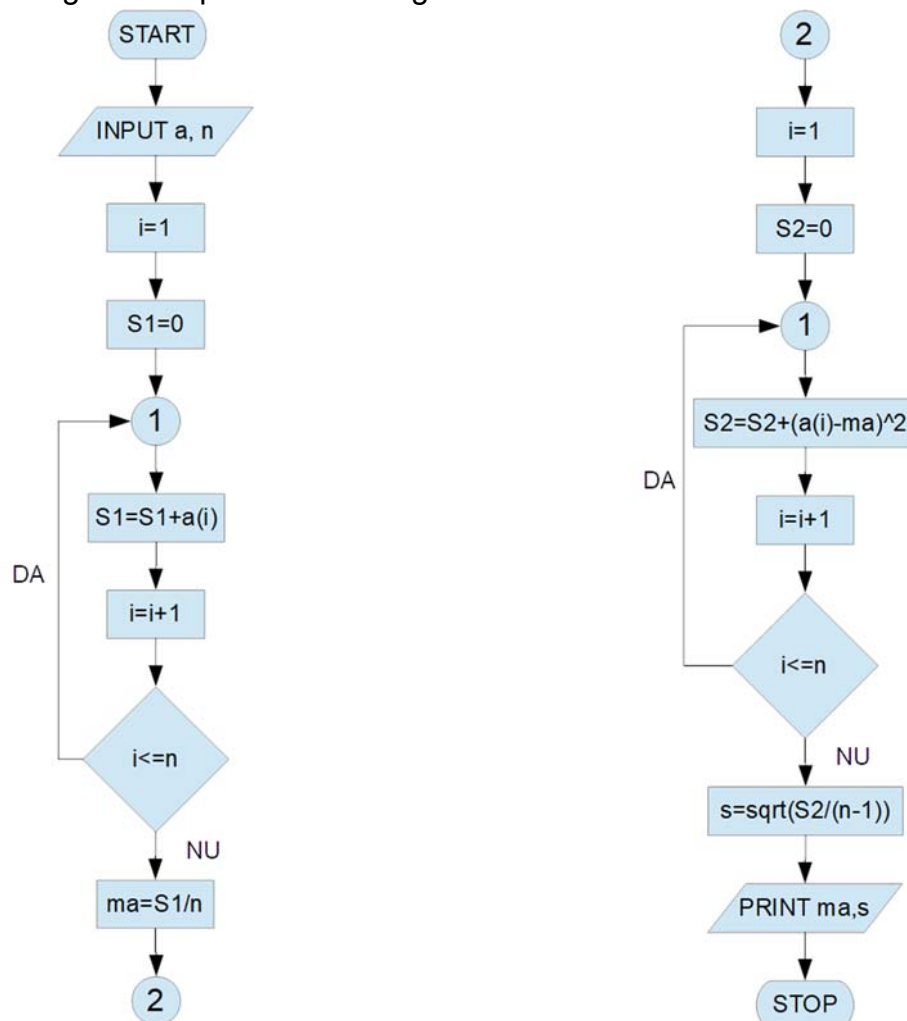 START
INPUT a, n
i=1
S1=0
1
S1=S1+a(i)
DA
i=i+1
i<=n
NU
ma=S1/n
2
2
i=1
S2=0
1
S2=S2+(a(i)-ma)^2
DA
i=i+1
i<=n
NU
s=sqrt(S2/(n-1))
PRINT ma,s
STOP